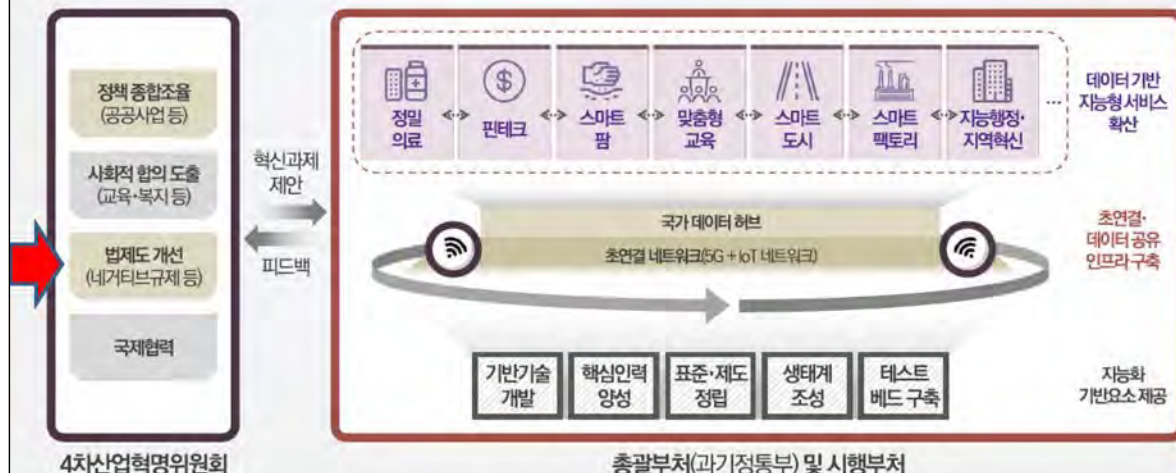 정책 종합조율
(공공사업 등)
사회적 합의 도출
(교육·복지 등)
법제도 개선
(네거티브규제 등)
국제협력
4차산업혁명위원회
혁신과제
제안
피드백
정밀
의료
핀테크
스마트
팜
맞춤형
교육
스마트
도시
스마트
팩토리
지능행정·
지역혁신
...
데이터 기반
지능형 서비스
확산
국가 데이터 허브
초연결 네트워크(5G + IoT 네트워크)
초연결·
데이터 공유
인프라 구축
기반기술
개발
핵심인력
양성
표준·제도
정립
생태계
조성
테스트
베드 구축
지능화
기반요소 제공
총괄부처(과기정통부) 및 시행부처